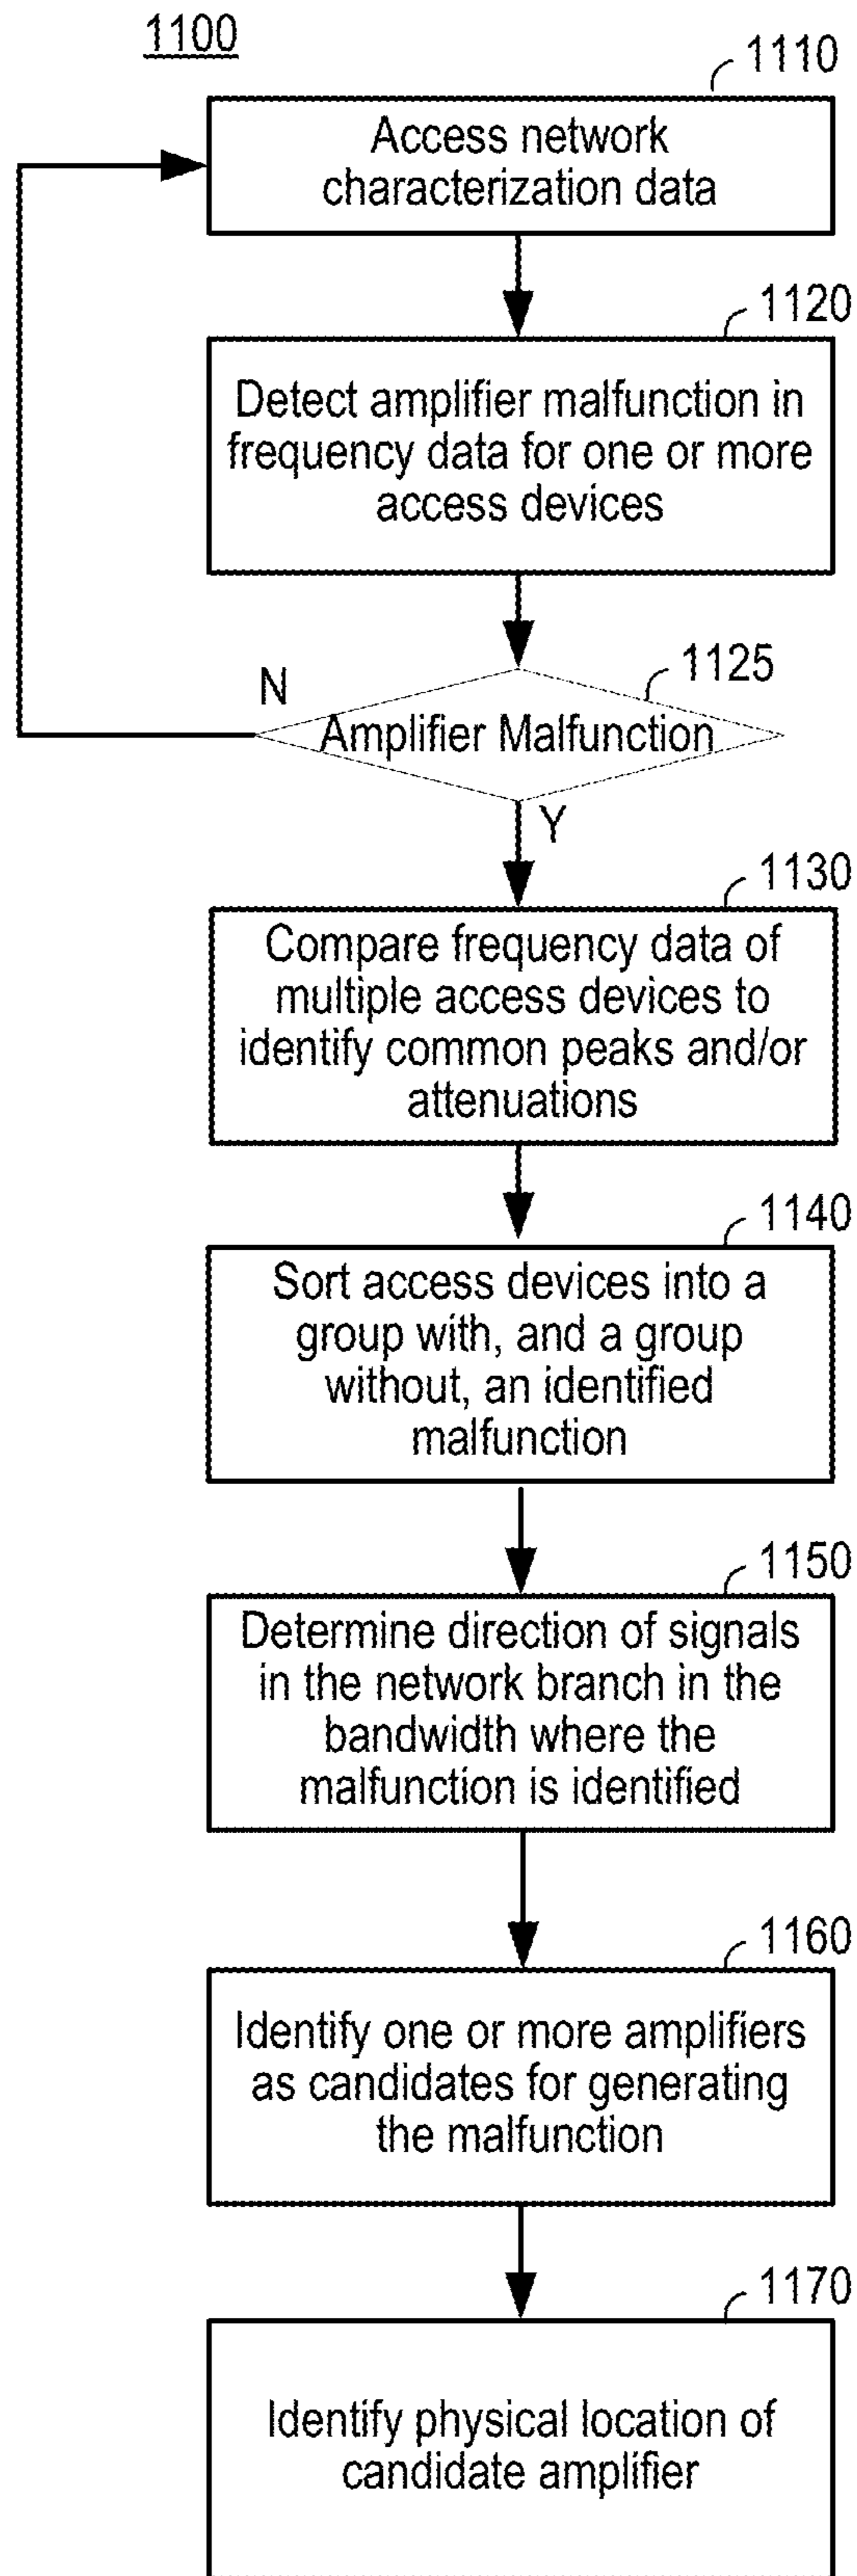 1100
1110
Access network
characterization data
1120
Detect amplifier malfunction in
frequency data for one or more
access devices
1125
N
Amplifier Malfunction
Y
1130
Compare frequency data of
multiple access devices to
identify common peaks and/or
attenuations
1140
Sort access devices into a
group with, and a group
without, an identified
malfunction
1150
Determine direction of signals
in the network branch in the
bandwidth where the
malfunction is identified
1160
Identify one or more amplifiers
as candidates for generating
the malfunction
1170
Identify physical location of
candidate amplifier